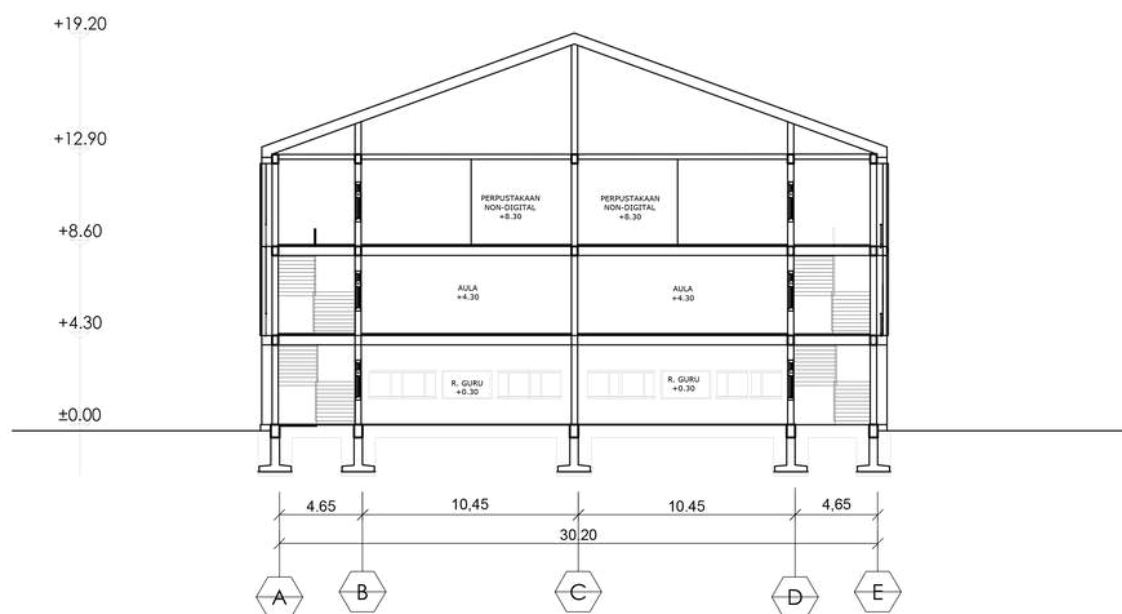 +19.20
+12.90
PERPUSTAKAAN
NON-DIGITAL
+8.30
PERPUSTAKAAN
NON-DIGITAL
+8.30
+8.60
AULA
+4.30
AULA
+4.30
+4.30
R. GURU
+0.30
R. GURU
+0.30
±0.00
4.65
10,45
10.45
4,65
30.20
A
B
C
D
E